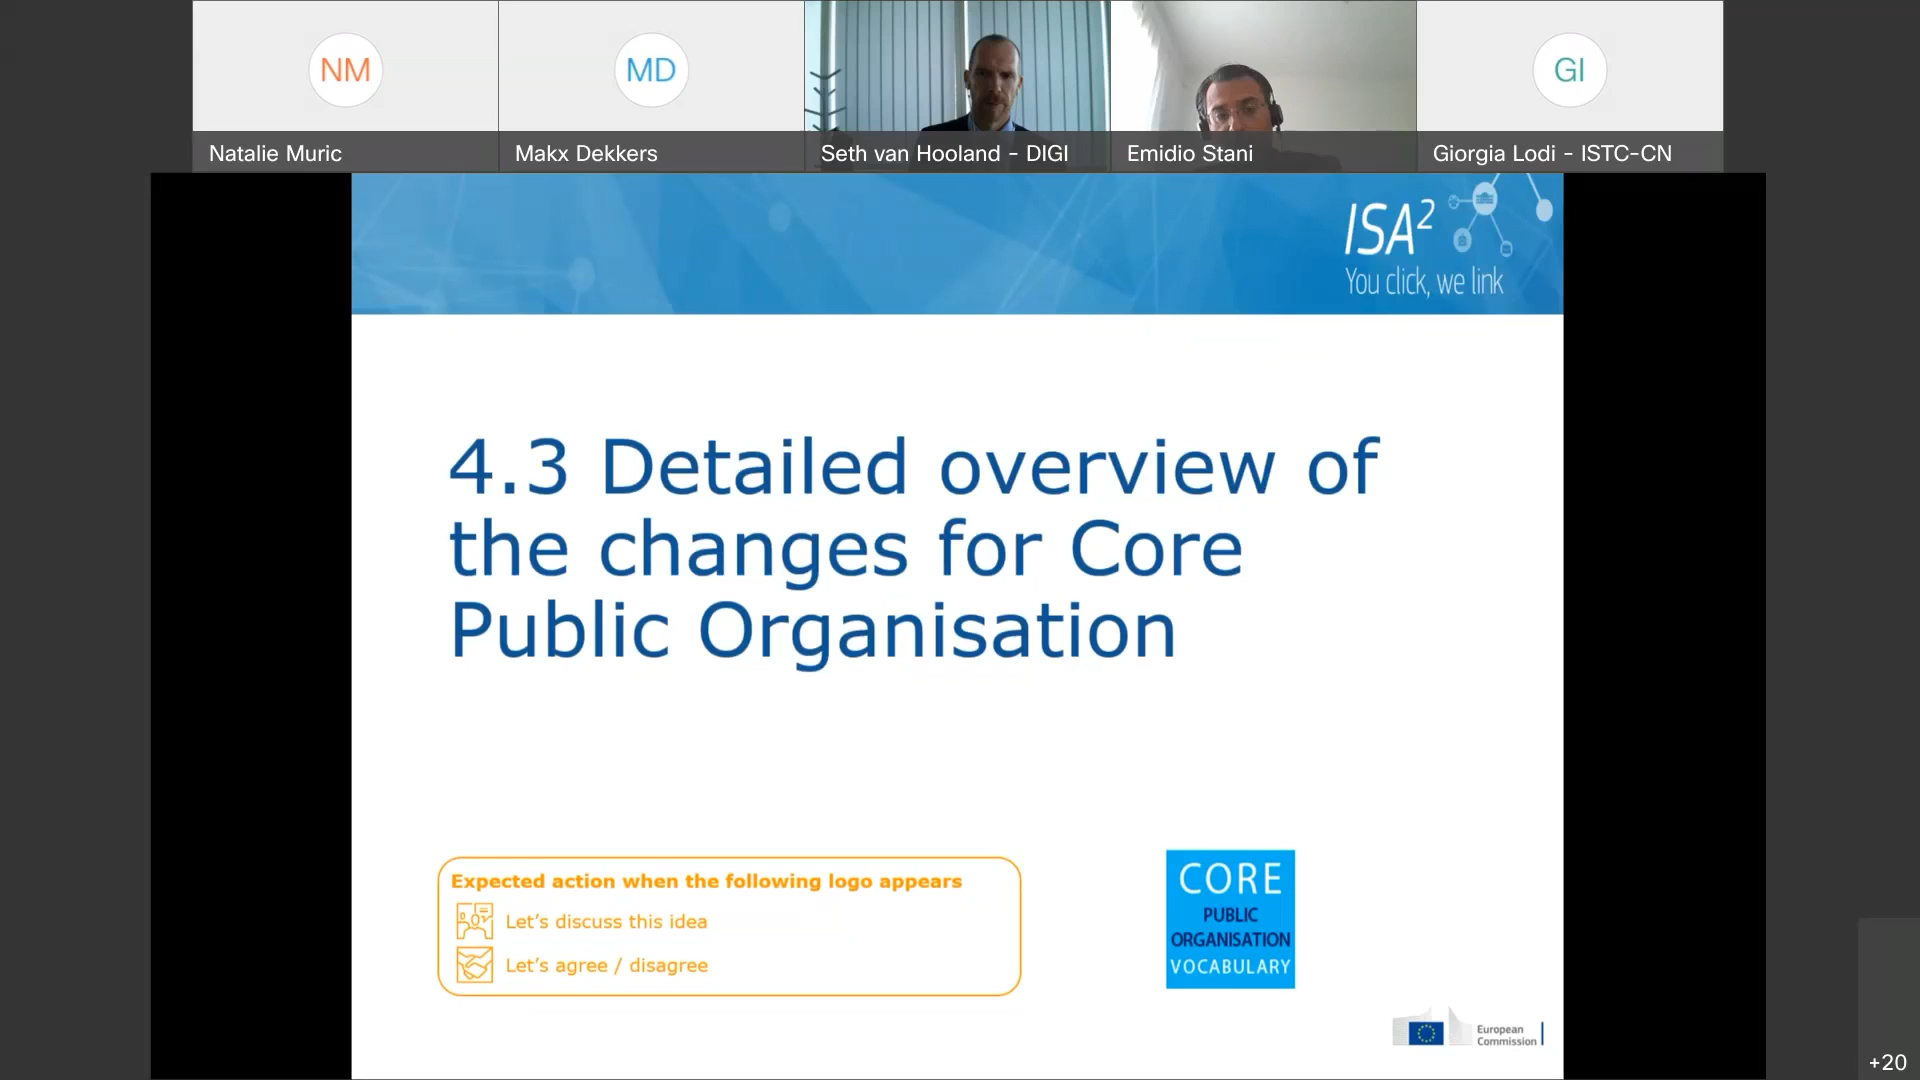 NM
MD
GI
Natalie Muric
Makx Dekkers
Seth van Hooland - DIGI
Emidio Stani
Giorgia Lodi - ISTC-CN
ISA²
You click, we link
4.3 Detailed overview of
the changes for Core
Public Organisation
Expected action when the following logo appears
Let's discuss this idea
Let's agree / disagree
CORE
PUBLIC
ORGANISATION
VOCABULARY
European
Commission
+20